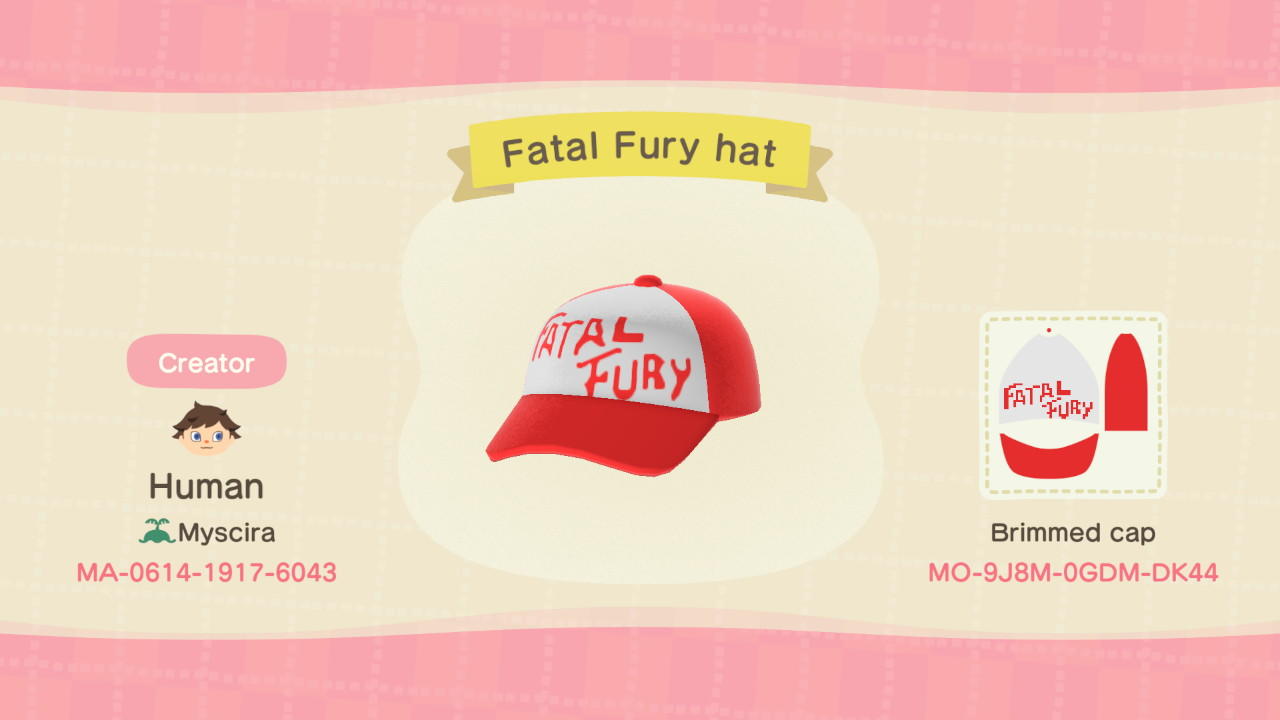 Fatal Fury hat
FATAL
FURY
Creator
Human
Myscira
MA-0614-1917-6043
FATAL
FURY
Brimmed cap
MO-9J8M-0GDM-DK44